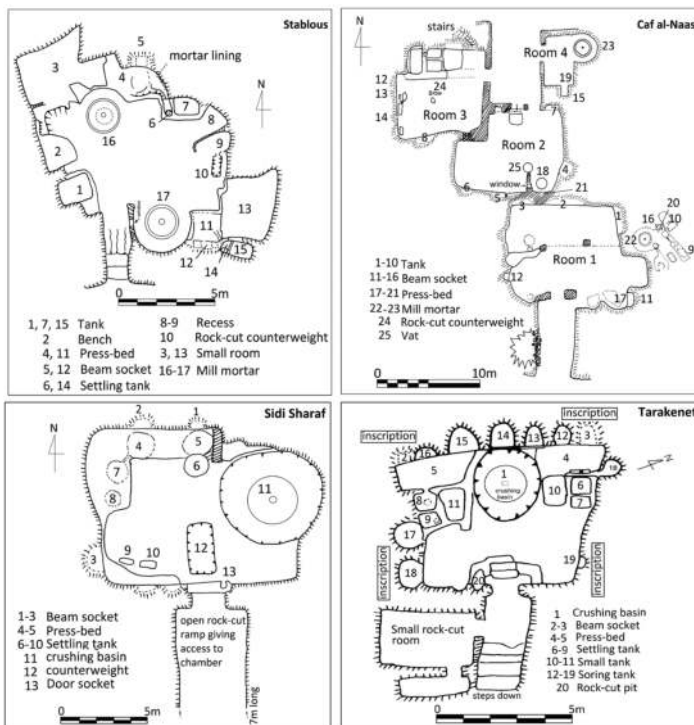 Stablous
5
mortar lining
3
4
N
7
6
8
16
9
2
10
1
17
13
11
12
15
14
0
5m
1, 7, 15 Tank
2 Bench
4, 11 Press-bed
5, 12 Beam socket
6, 14 Settling tank
8-9 Recess
10 Rock-cut counterweight
3, 13 Small room
16-17 Mill mortar
Caf al-Naas
N
stairs
Room 4
23
24
12
13
19
15
14
Room 3
7
8
Room 2
25
18
4
window
21
6
5
3
2
1
20
16
10
22
9
Room 1
12
17
11
1-10 Tank
11-16 Beam socket
17-21 Press-bed
22-23 Mill mortar
24 Rock-cut counterweight
25 Vat
0
10m
Sidi Sharaf
N
2
1
4
5
7
6
11
8
12
3
9
10
13
1-3 Beam socket
4-5 Press-bed
6-10 Settling tank
11 crushing basin
12 counterweight
13 Door socket
open rock-cut
ramp giving
access to
chamber
7m long
0
5m
Tarakenet
inscription
inscription
15
14
13
12
3
2
16
5
4
1
crushing
basin
18
N
8
11
10
6
9
7
17
18
19
20
inscription
inscription
Small rock-cut
room
steps down
1 Crushing basin
2-3 Beam socket
4-5 Press-bed
6-9 Settling tank
10-11 Small tank
12-19 Soring tank
20 Rock-cut pit
0
5m